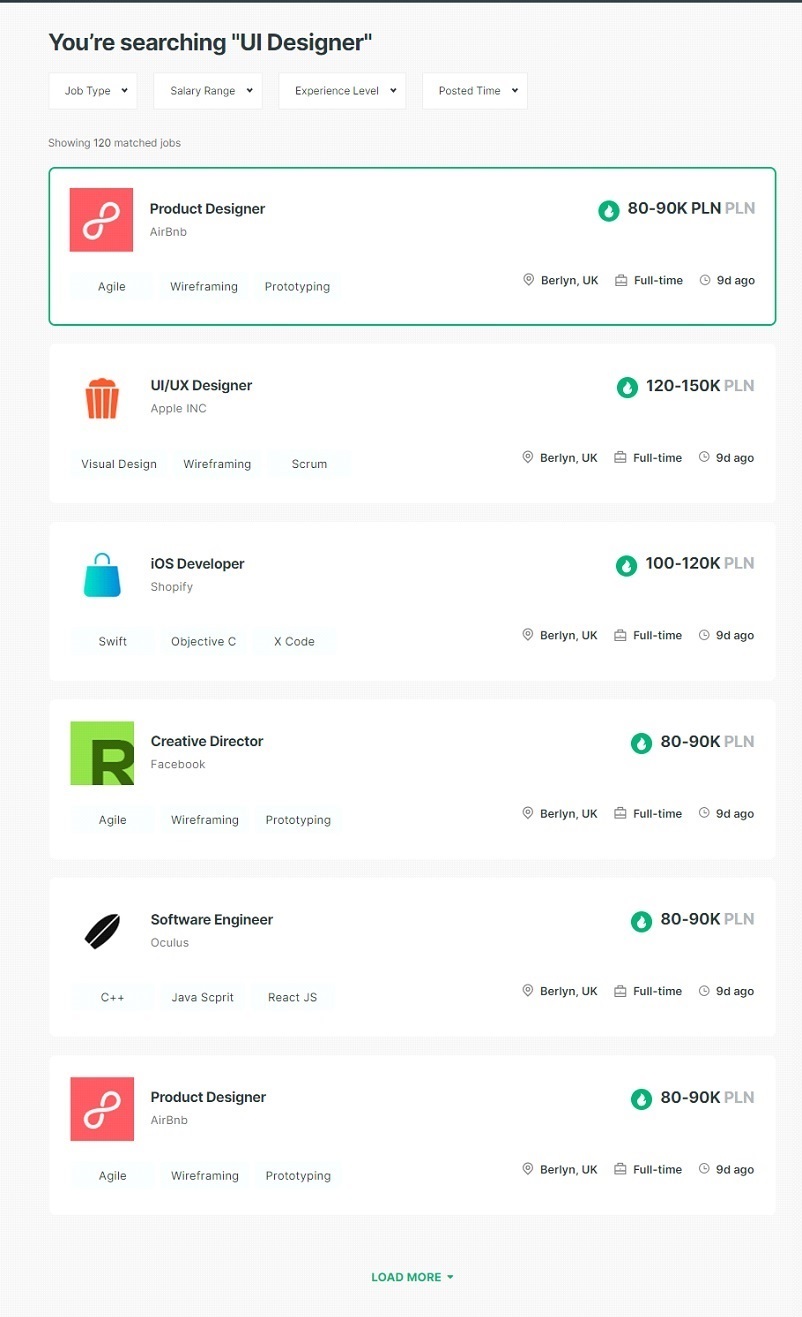 You’re searching "UI Designer"
Job Type Salary Range Experience Level Posted Time
Showing 120 matched jobs
Product Designer
AirBnb
80-90K PLN PLN
Agile Wireframing Prototyping
Berlyn, UK Full-time 9d ago
UI/UX Designer
Apple INC
120-150K PLN
Visual Design Wireframing Scrum
Berlyn, UK Full-time 9d ago
iOS Developer
Shopify
100-120K PLN
Swift Objective C X Code
Berlyn, UK Full-time 9d ago
R
Creative Director
Facebook
80-90K PLN
Agile Wireframing Prototyping
Berlyn, UK Full-time 9d ago
Software Engineer
Oculus
80-90K PLN
C++ Java Scprit React JS
Berlyn, UK Full-time 9d ago
Product Designer
AirBnb
80-90K PLN
Agile Wireframing Prototyping
Berlyn, UK Full-time 9d ago
LOAD MORE